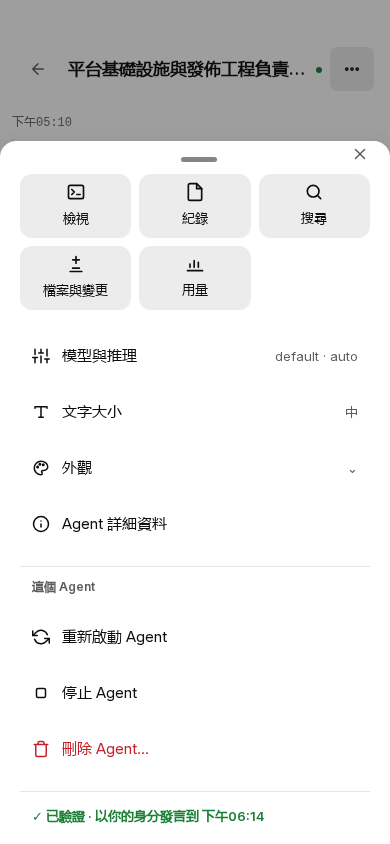 平台基礎設施與發佈工程負責…
下午05:10
檢視
紀錄
搜尋
檔案與變更
用量
模型與推理 default · auto
文字大小 中
外觀
Agent 詳細資料
這個 Agent
重新啟動 Agent
停止 Agent
刪除 Agent…
✓ 已驗證 · 以你的身分發言到 下午06:14